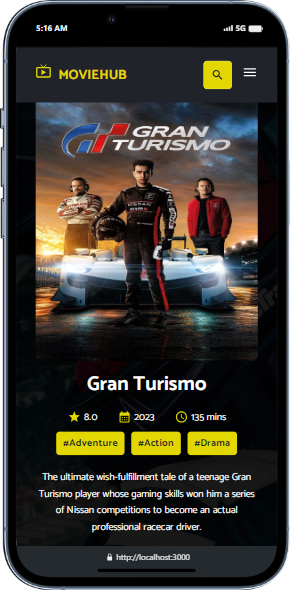 5:16 AM 5G
MOVIEHUB
GRAN
TURISMO
Gran Turismo
8.0 2023 135 mins
#Adventure #Action #Drama
The ultimate wish-fulfillment tale of a teenage Gran
Turismo player whose gaming skills won him a series
of Nissan competitions to become an actual
professional racecar driver.
http://localhost:3000